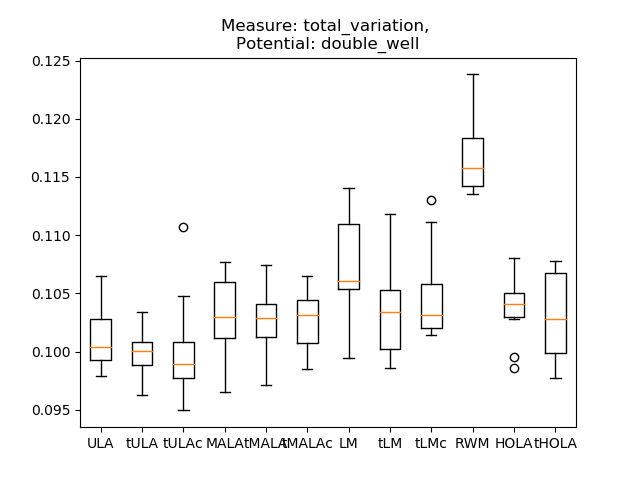 Measure: total_variation,
Potential: double_well
0.125
0.120
0.115
0.110
0.105
0.100
0.095
ULA tULA tULAc MALA tMALA tMALAc LM tLM tLMc RWM HOLA tHOLA